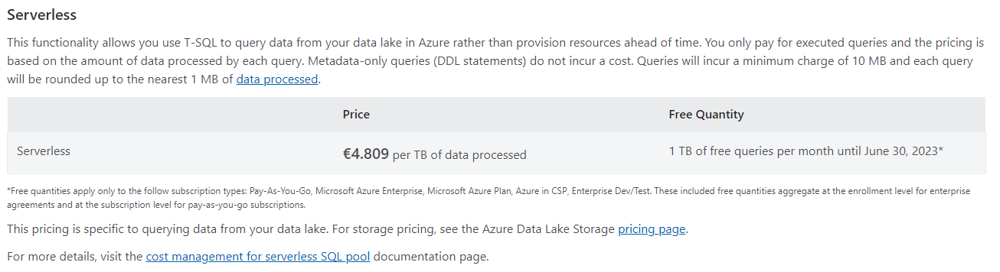 Serverless
This functionality allows you use T-SQL to query data from your data lake in Azure rather than provision resources ahead of time. You only pay for executed queries and the pricing is
based on the amount of data processed by each query. Metadata-only queries (DDL statements) do not incur a cost. Queries will incur a minimum charge of 10 MB and each query
will be rounded up to the nearest 1 MB of data processed.
Price Free Quantity
Serverless €4.809 per TB of data processed 1 TB of free queries per month until June 30, 2023*
*Free quantities apply only to the follow subscription types: Pay-As-You-Go, Microsoft Azure Enterprise, Microsoft Azure Plan, Azure in CSP, Enterprise Dev/Test. These included free quantities aggregate at the enrollment level for enterprise
agreements and at the subscription level for pay-as-you-go subscriptions.
This pricing is specific to querying data from your data lake. For storage pricing, see the Azure Data Lake Storage pricing page.
For more details, visit the cost management for serverless SQL pool documentation page.